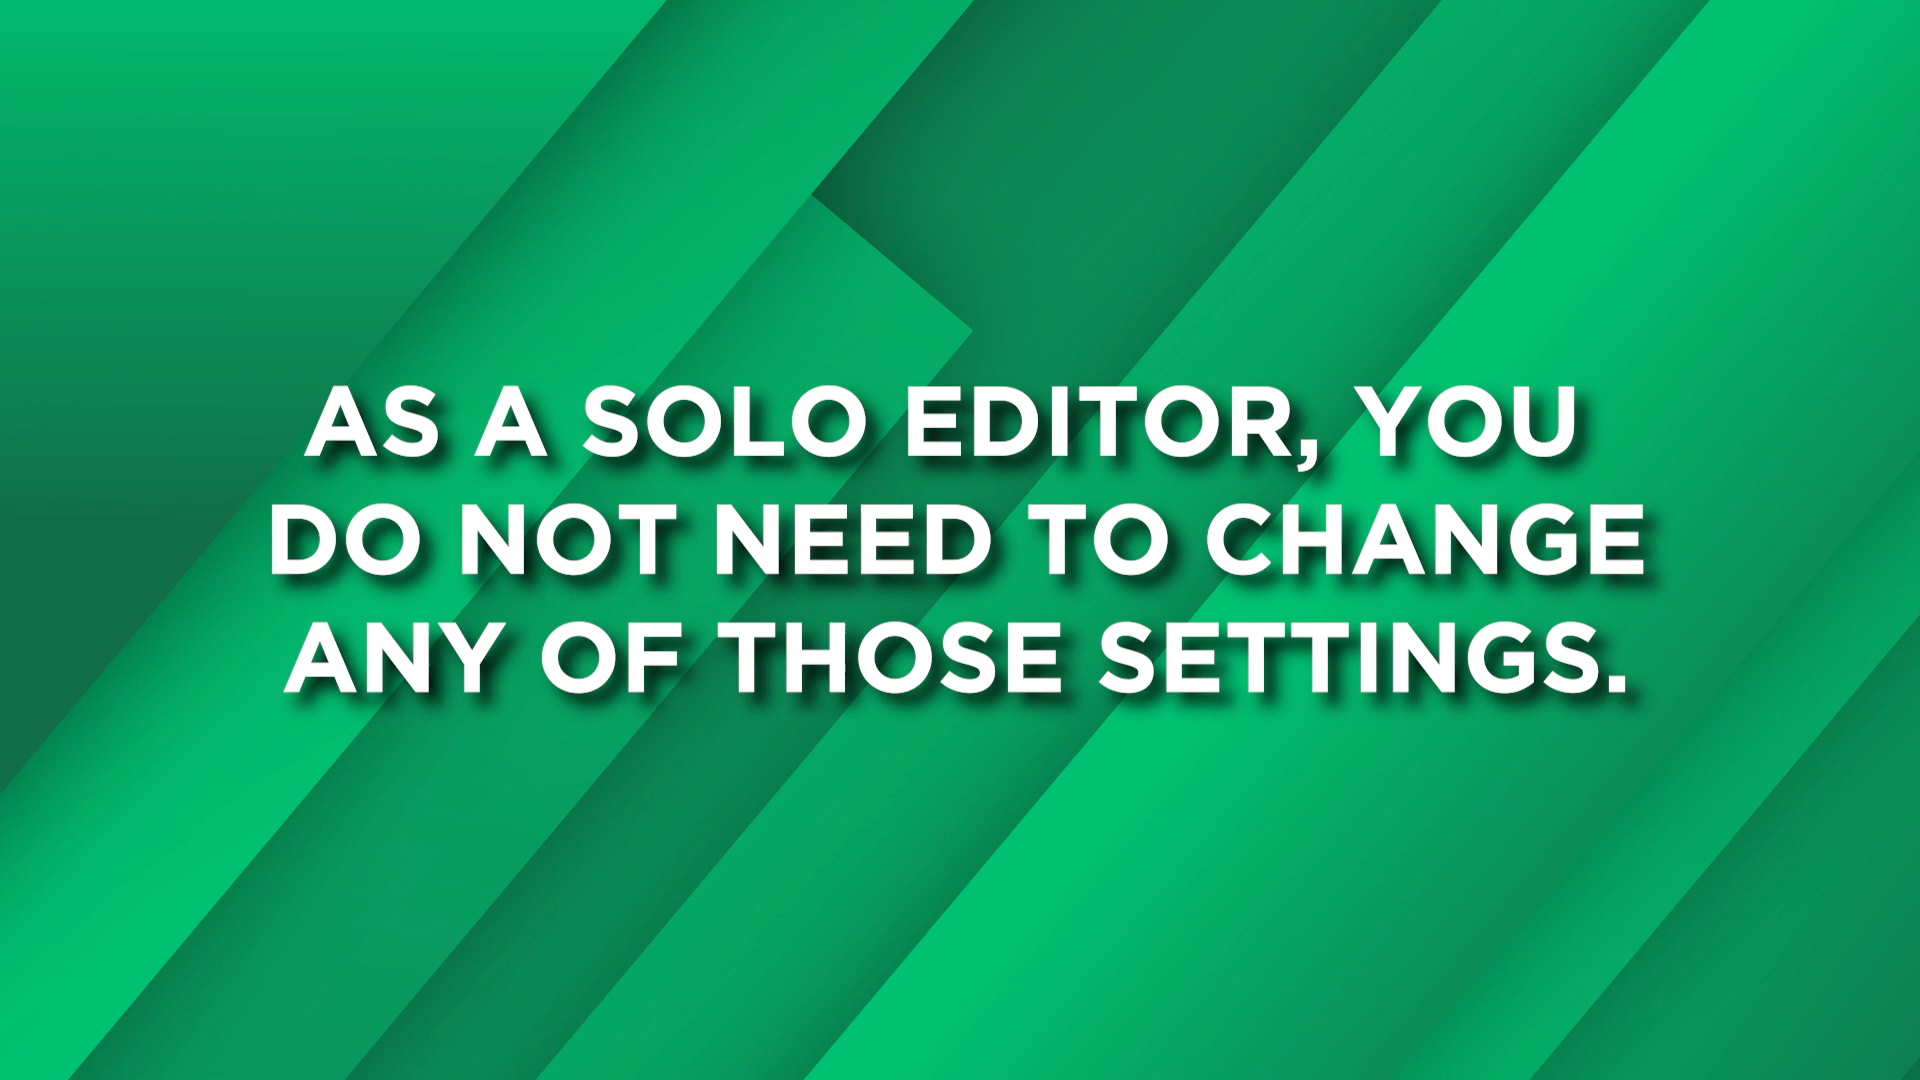 AS A SOLO EDITOR, YOU
DO NOT NEED TO CHANGE
ANY OF THOSE SETTINGS.